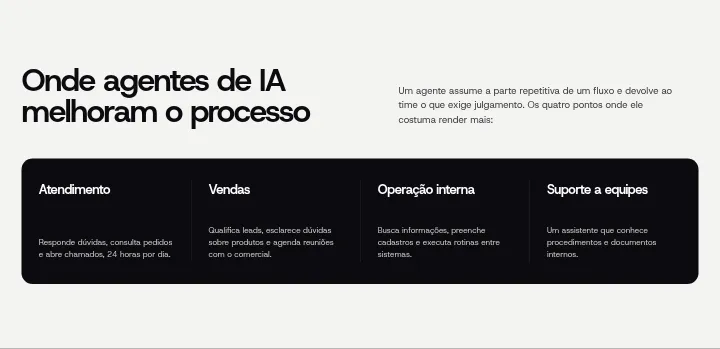 Onde agentes de IA
melhoram o processo
Um agente assume a parte repetitiva de um fluxo e devolve ao
time o que exige julgamento. Os quatro pontos onde ele
costuma render mais:
Atendimento
Responde dúvidas, consulta pedidos
e abre chamados, 24 horas por dia.
Vendas
Qualifica leads, esclarece dúvidas
sobre produtos e agenda reuniões
com o comercial.
Operação interna
Busca informações, preenche
cadastros e executa rotinas entre
sistemas.
Suporte a equipes
Um assistente que conhece
procedimentos e documentos
internos.